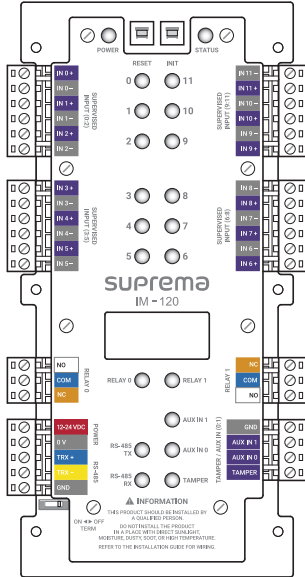 POWER
STATUS
RESET INIT
0 11
1 10
2 9
3 8
4 7
5 6
IN 0+
IN 0-
IN 1+
IN 1-
IN 2+
IN 2-
SUPERVISED
INPUT (0:2)
IN 3+
IN 3-
IN 4+
IN 4-
IN 5+
IN 5-
SUPERVISED
INPUT (3:5)
IN 11-
IN 11+
IN 10-
IN 10+
IN 9-
IN 9+
SUPERVISED
INPUT (9:11)
IN 8-
IN 8+
IN 7-
IN 7+
IN 6-
IN 6+
SUPERVISED
INPUT (6:8)
suprema
IM - 120
NO
COM
NC
RELAY 0
RELAY 0
RELAY 1
NC
COM
NO
RELAY 1
12-24 VDC
0 V
POWER
TRX +
TRX -
GND
RS-485
AUX IN 1
RS-485
TX
AUX IN 0
RS-485
RX
TAMPER
GND
AUX IN 1
AUX IN 0
TAMPER
TAMPER / AUX IN (0:1)
ON OFF
TERM
INFORMATION
THIS PRODUCT SHOULD BE INSTALLED BY
A QUALIFIED PERSON.
DO NOT INSTALL THE PRODUCT
IN A PLACE WITH DIRECT SUNLIGHT,
MOISTURE, DUSTY, SOOT, OR HIGH TEMPERATURE.
REFER TO THE INSTALLATION GUIDE FOR WIRING.